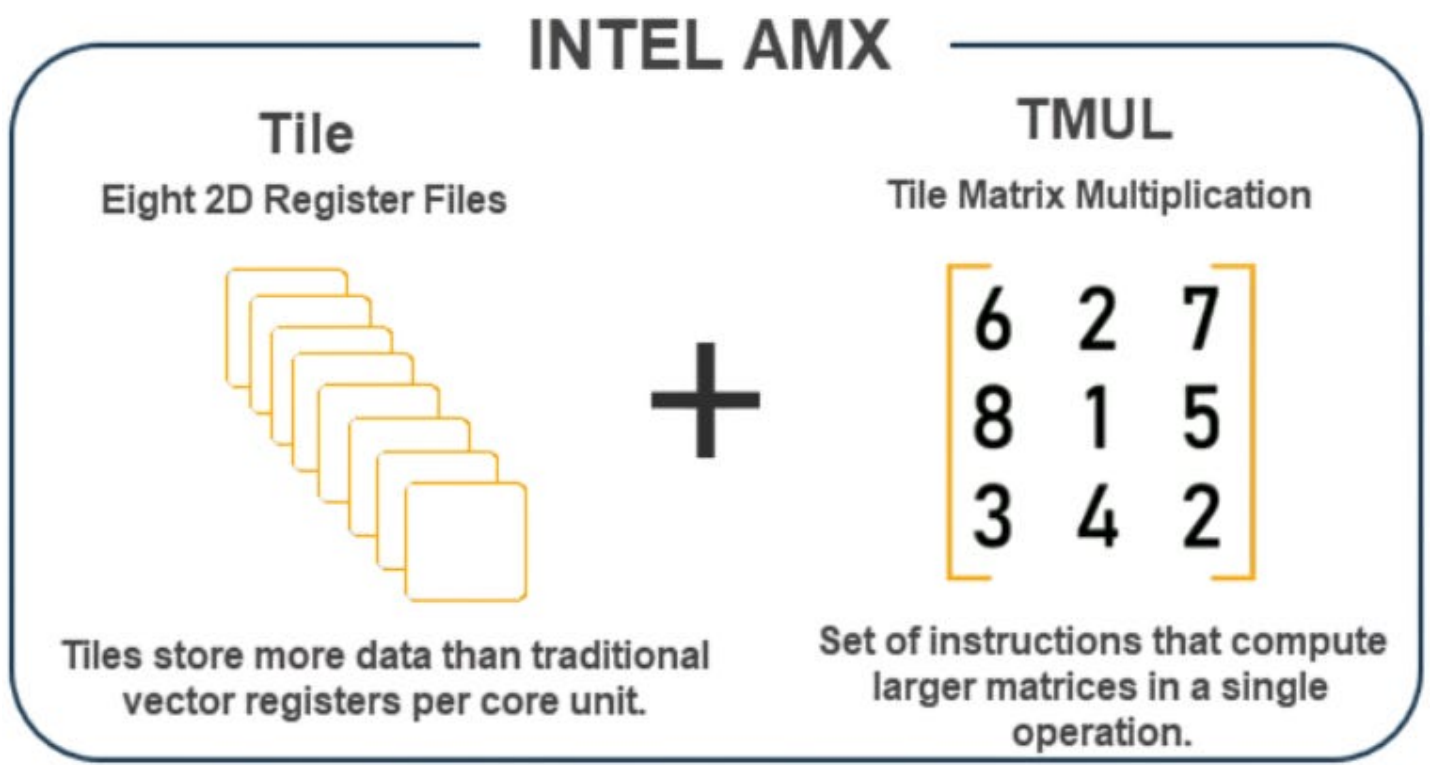 INTEL AMX
Tile
Eight 2D Register Files
Tiles store more data than traditional
vector registers per core unit.
TMUL
Tile Matrix Multiplication
6 2 7
8 1 5
3 4 2
Set of instructions that compute
larger matrices in a single
operation.